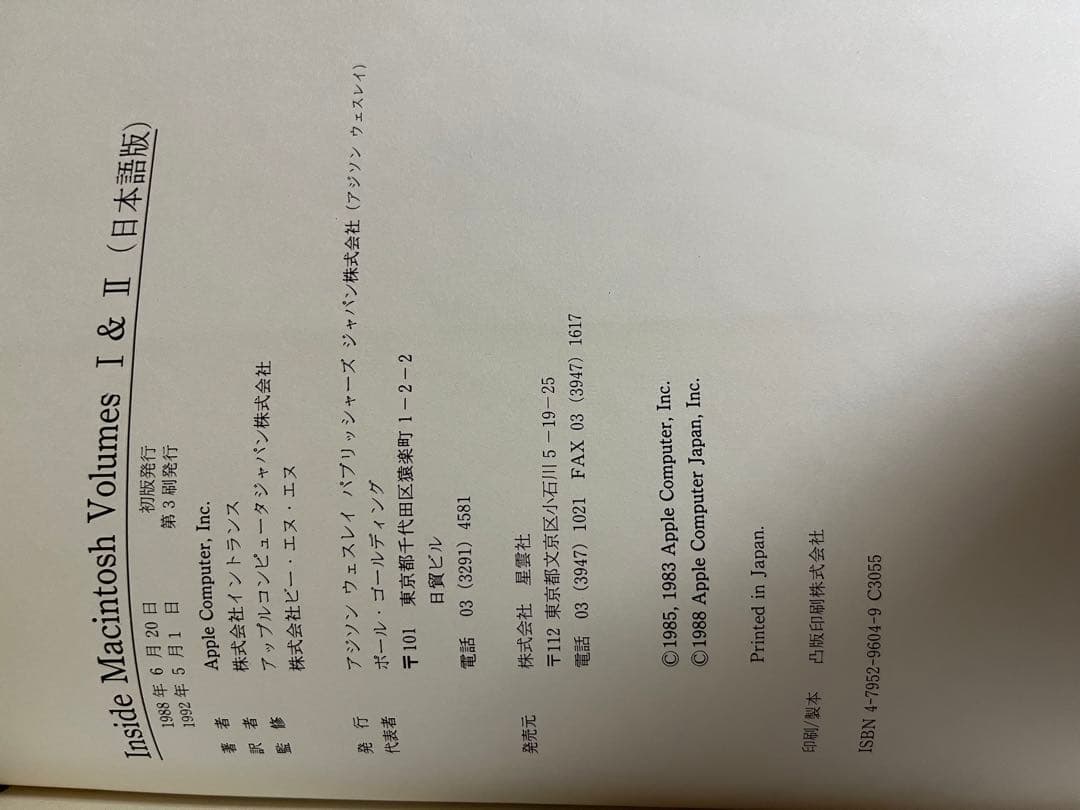 Inside Macintosh Volumes Ⅰ & Ⅱ（日本語版）
1988年 6月20日 初版発行
1992年 5月 1日 第3刷発行
著 者 Apple Computer, Inc.
訳 者 株式会社イントランス
監 修 アップルコンピュータジャパン株式会社
株式会社ビー・エヌ・エヌ
発 行 アジソン ウェスレイ パブリッシャーズ ジャパン株式会社（アジソン ウェスレイ）
代表者 ポール・ゴールディング
〒101 東京都千代田区猿楽町1-2-2
日貿ビル
電話 03（3291）4581
発売元 株式会社 星雲社
〒112 東京都文京区小石川5-19-25
電話 03（3947）1021 FAX 03（3947）1617
©1985, 1983 Apple Computer, Inc.
©1988 Apple Computer Japan, Inc.
Printed in Japan.
印刷/製本 凸版印刷株式会社
ISBN 4-7952-9604-9 C3055